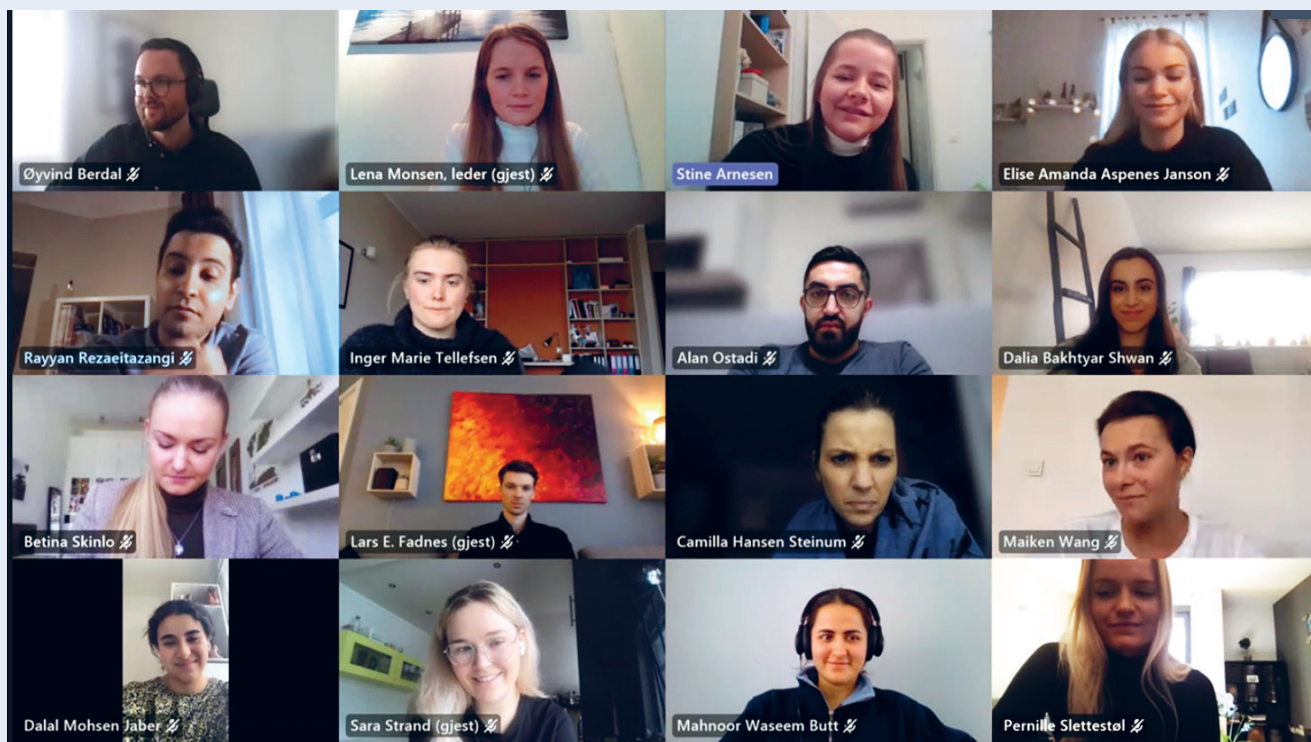 Øyvind Berdal
Lena Monsen, leder (gjest)
Stine Arnesen
Elise Amanda Aspenes Janson
Rayyan Rezaeitazangi
Inger Marie Tellefsen
Alan Ostadi
Dalia Bakhtyar Shwan
Betina Skinlo
Lars E. Fadnes (gjest)
Camilla Hansen Steinum
Maiken Wang
Dalal Mohsen Jaber
Sara Strand (gjest)
Mahnoor Waseem Butt
Pernille Slettestøl